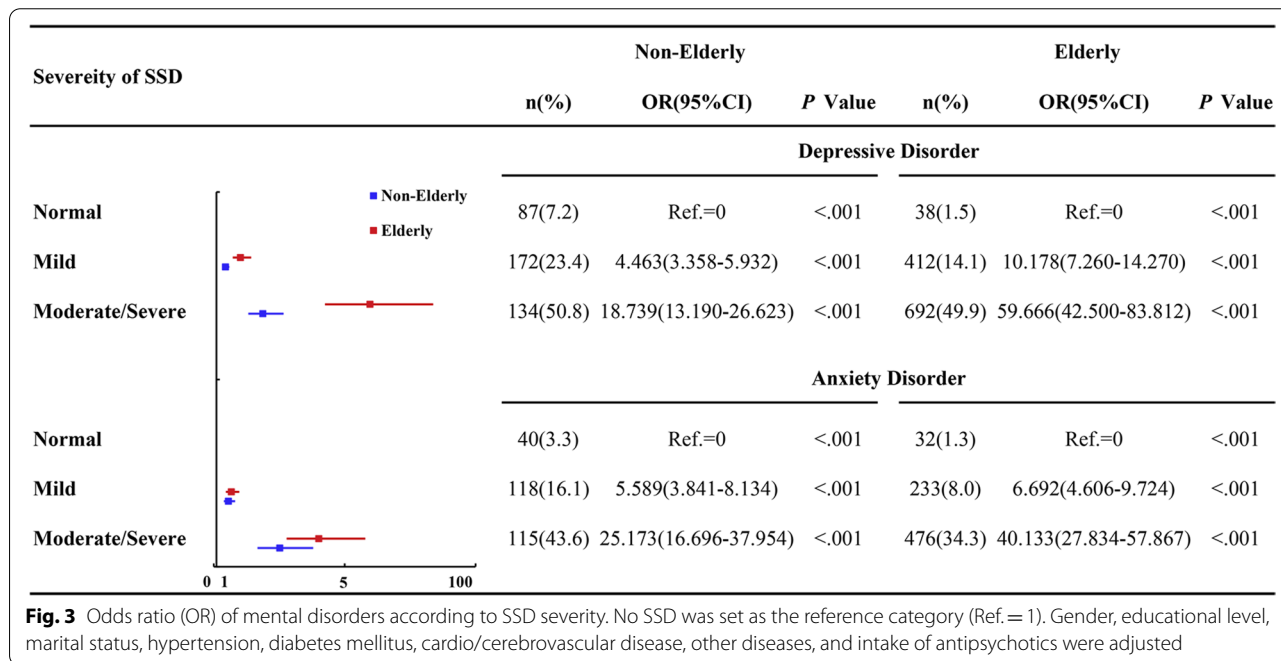 Non-Elderly Elderly
Severeity of SSD
n(%) OR(95%CI) P Value n(%) OR(95%CI) P Value
Depressive Disorder
Non-Elderly
Elderly
Normal 87(7.2) Ref.=0 <.001 38(1.5) Ref.=0 <.001
Mild 172(23.4) 4.463(3.358-5.932) <.001 412(14.1) 10.178(7.260-14.270) <.001
Moderate/Severe 134(50.8) 18.739(13.190-26.623) <.001 692(49.9) 59.666(42.500-83.812) <.001
Anxiety Disorder
Normal 40(3.3) Ref.=0 <.001 32(1.3) Ref.=0 <.001
Mild 118(16.1) 5.589(3.841-8.134) <.001 233(8.0) 6.692(4.606-9.724) <.001
Moderate/Severe 115(43.6) 25.173(16.696-37.954) <.001 476(34.3) 40.133(27.834-57.867) <.001
0 1 5 100
Fig. 3 Odds ratio (OR) of mental disorders according to SSD severity. No SSD was set as the reference category (Ref. = 1). Gender, educational level,
marital status, hypertension, diabetes mellitus, cardio/cerebrovascular disease, other diseases, and intake of antipsychotics were adjusted